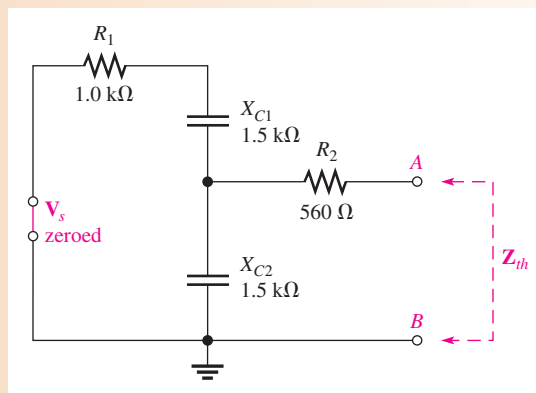 R1
1.0 kΩ
XC1
1.5 kΩ
R2
560 Ω
A
Vs
zeroed
Zth
XC2
1.5 kΩ
B